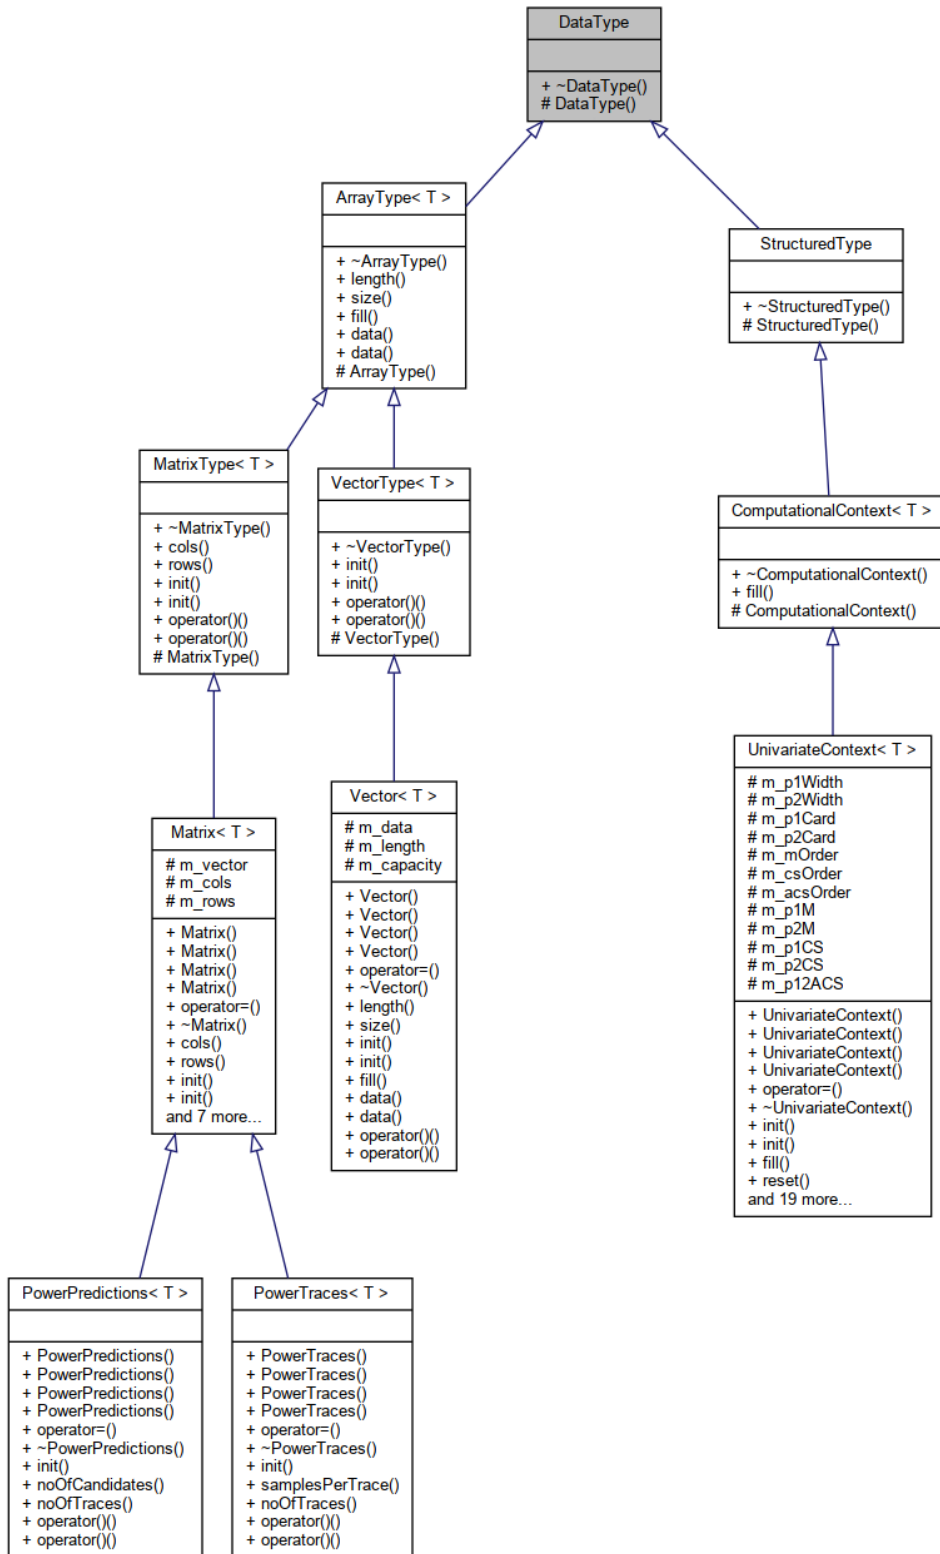 DataType
+ ~DataType()
# DataType()
ArrayType< T >
+ ~ArrayType()
+ length()
+ size()
+ fill()
+ data()
+ data()
# ArrayType()
StructuredType
+ ~StructuredType()
# StructuredType()
MatrixType< T >
+ ~MatrixType()
+ cols()
+ rows()
+ init()
+ init()
+ operator()()
+ operator()()
# MatrixType()
VectorType< T >
+ ~VectorType()
+ init()
+ init()
+ operator()()
+ operator()()
# VectorType()
ComputationalContext< T >
+ ~ComputationalContext()
+ fill()
# ComputationalContext()
Matrix< T >
# m_vector
# m_cols
# m_rows
+ Matrix()
+ Matrix()
+ Matrix()
+ Matrix()
+ operator=()
+ ~Matrix()
+ cols()
+ rows()
+ init()
+ init()
and 7 more...
Vector< T >
# m_data
# m_length
# m_capacity
+ Vector()
+ Vector()
+ Vector()
+ Vector()
+ operator=()
+ ~Vector()
+ length()
+ size()
+ init()
+ init()
+ fill()
+ data()
+ data()
+ operator()()
+ operator()()
UnivariateContext< T >
# m_p1Width
# m_p2Width
# m_p1Card
# m_p2Card
# m_mOrder
# m_csOrder
# m_acsOrder
# m_p1M
# m_p2M
# m_p1CS
# m_p2CS
# m_p12ACS
+ UnivariateContext()
+ UnivariateContext()
+ UnivariateContext()
+ UnivariateContext()
+ operator=()
+ ~UnivariateContext()
+ init()
+ init()
+ fill()
+ reset()
and 19 more...
PowerPredictions< T >
+ PowerPredictions()
+ PowerPredictions()
+ PowerPredictions()
+ PowerPredictions()
+ operator=()
+ ~PowerPredictions()
+ init()
+ noOfCandidates()
+ noOfTraces()
+ operator()()
+ operator()()
PowerTraces< T >
+ PowerTraces()
+ PowerTraces()
+ PowerTraces()
+ PowerTraces()
+ operator=()
+ ~PowerTraces()
+ init()
+ samplesPerTrace()
+ noOfTraces()
+ operator()()
+ operator()()